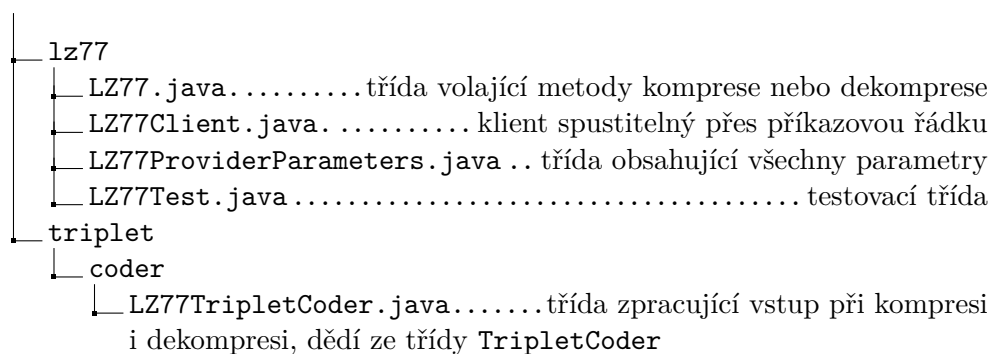 lz77
LZ77.java..........třída volající metody komprese nebo dekomprese
LZ77Client.java. .......... klient spustitelný přes příkazovou řádku
LZ77ProviderParameters.java .. třída obsahující všechny parametry
LZ77Test.java ...................................... testovací třída
triplet
coder
LZ77TripletCoder.java.......třída zpracující vstup při kompresi
i dekompresi, dědí ze třídy TripletCoder